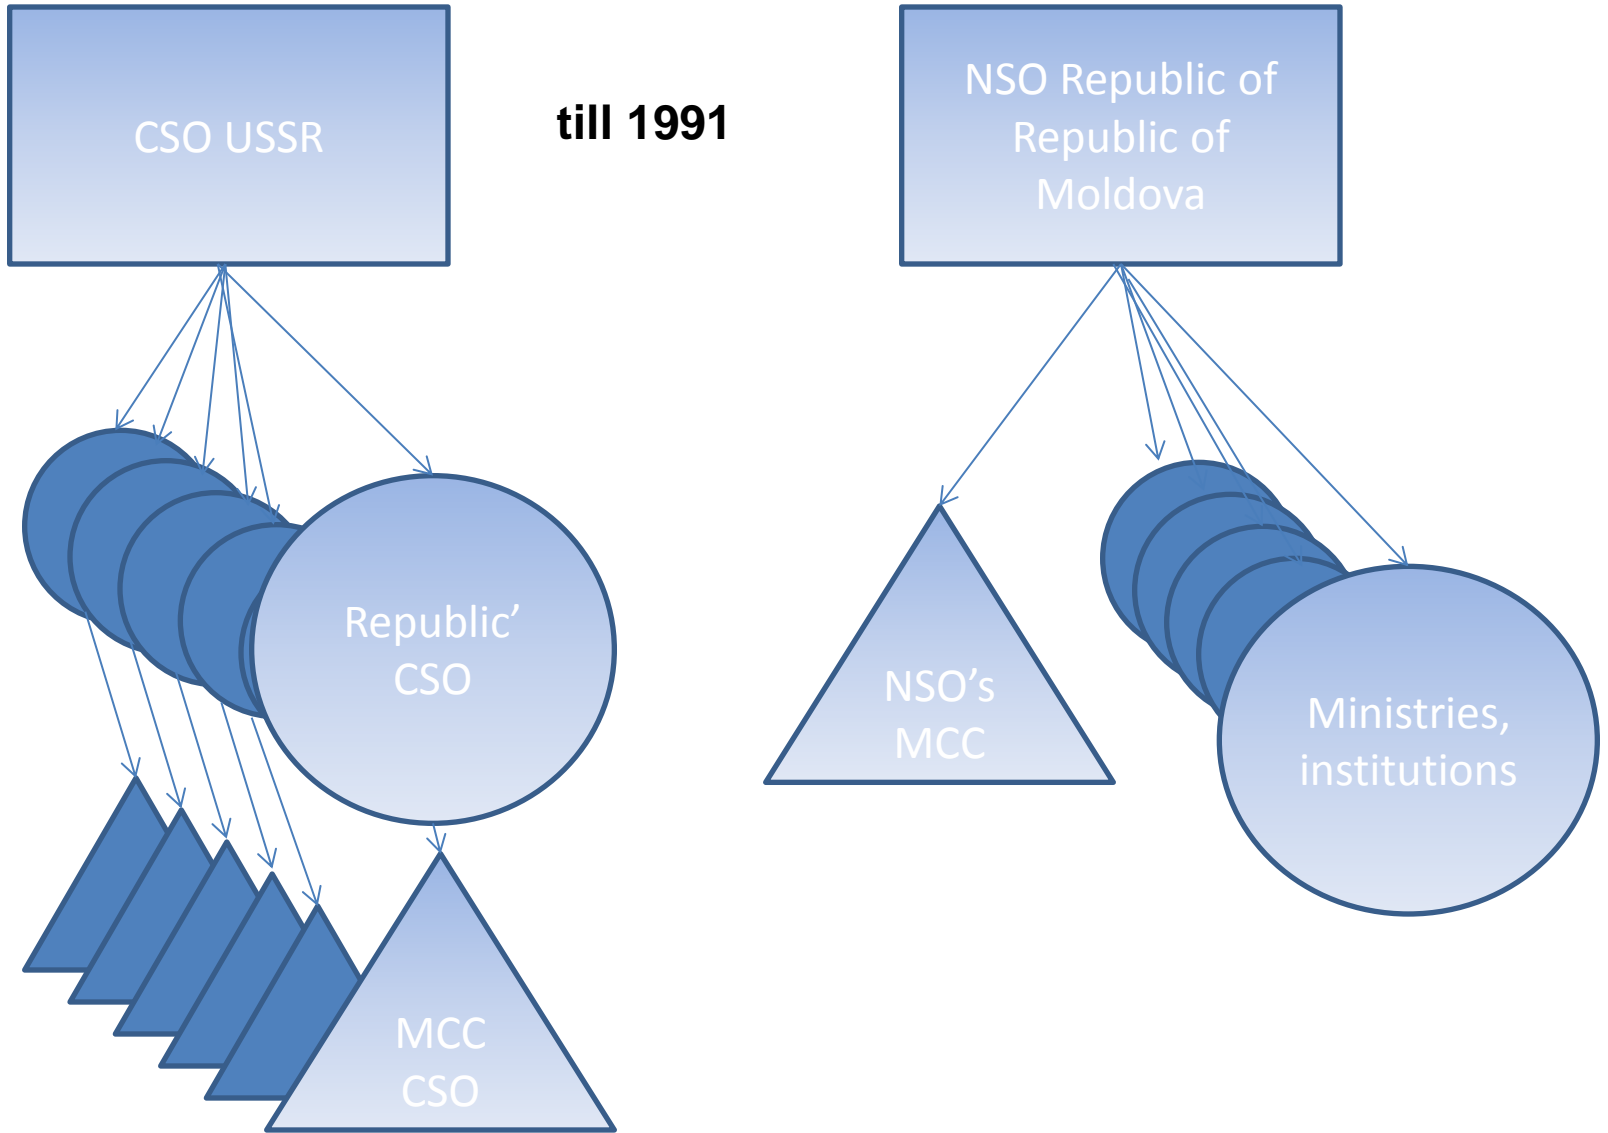 CSO USSR
till 1991
NSO Republic of
Republic of
Moldova
Republic’
CSO
NSO’s
MCC
Ministries,
institutions
MCC
CSO